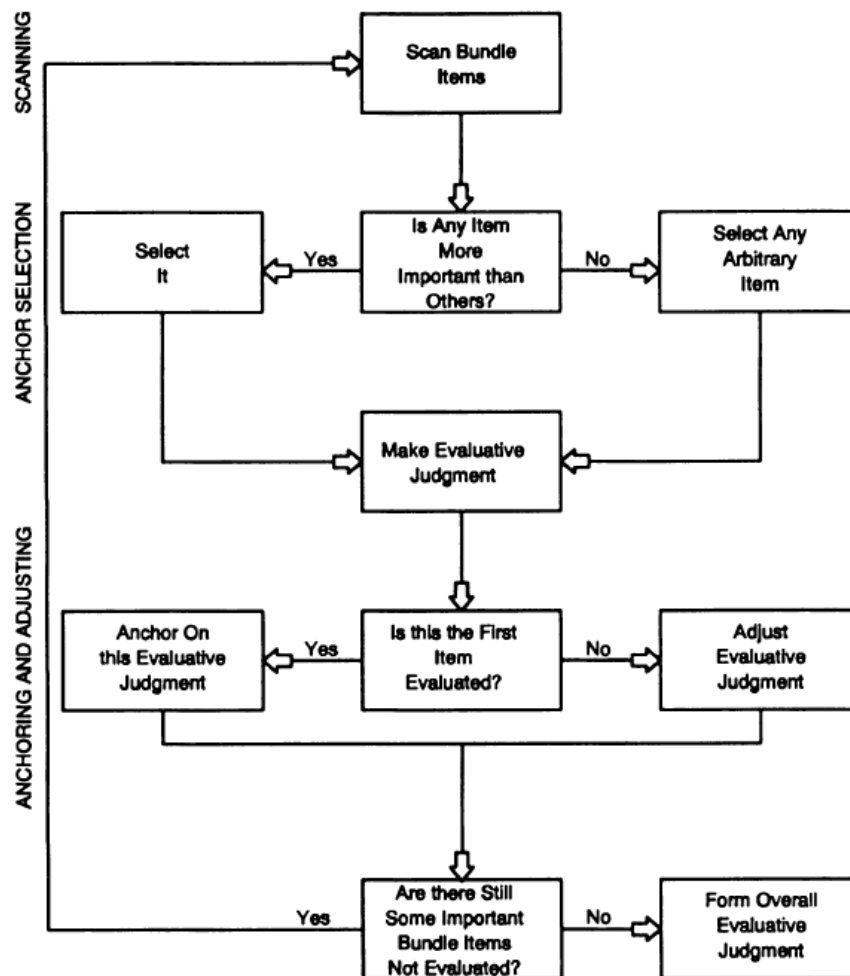 SCANNING
Scan Bundle
Items
ANCHOR SELECTION
Select
It
Yes
Is Any Item
More
Important than
Others?
No
Select Any
Arbitrary
Item
Make Evaluative
Judgment
ANCHORING AND ADJUSTING
Anchor On
this Evaluative
Judgment
Yes
Is this the First
Item
Evaluated?
No
Adjust
Evaluative
Judgment
Yes
Are there Still
Some Important
Bundle Items
Not Evaluated?
No
Form Overall
Evaluative
Judgment